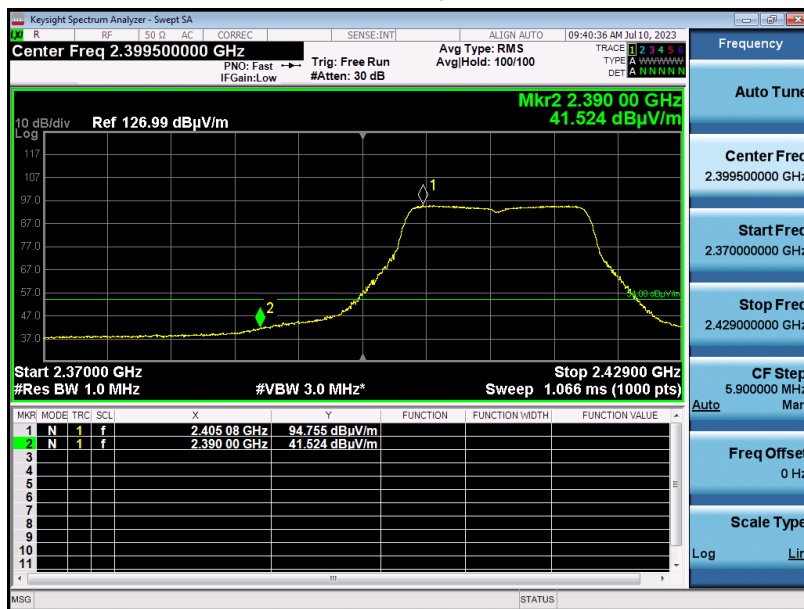 Keysight Spectrum Analyzer - Swept SA
LXI R RF 50 Ω AC CORREC SENSE:INT ALIGN AUTO 09:40:36 AM Jul 10, 2023
Center Freq 2.399500000 GHz
PNO: Fast
IFGain:Low
Trig: Free Run
#Atten: 30 dB
Avg Type: RMS
Avg|Hold: 100/100
TRACE 1 2 3 4 5 6
TYPE A WWWWW
DET A N N N N N
Mkr2 2.390 00 GHz
41.524 dBµV/m
10 dB/div Ref 126.99 dBµV/m
Log
117
107
97.0
87.0
77.0
67.0
57.0
47.0
37.0
1
2
54.00 dBµV/m
Start 2.37000 GHz Stop 2.42900 GHz
#Res BW 1.0 MHz #VBW 3.0 MHz* Sweep 1.066 ms (1000 pts)
MKR MODE TRC SCL X Y FUNCTION FUNCTION WIDTH FUNCTION VALUE
1 N 1 f 2.405 08 GHz 94.755 dBµV/m
2 N 1 f 2.390 00 GHz 41.524 dBµV/m
3
4
5
6
7
8
9
10
11
MSG STATUS
Frequency
Auto Tune
Center Freq
2.399500000 GHz
Start Freq
2.370000000 GHz
Stop Freq
2.429000000 GHz
CF Step
5.900000 MHz
Auto Man
Freq Offset
0 Hz
Scale Type
Log Lin